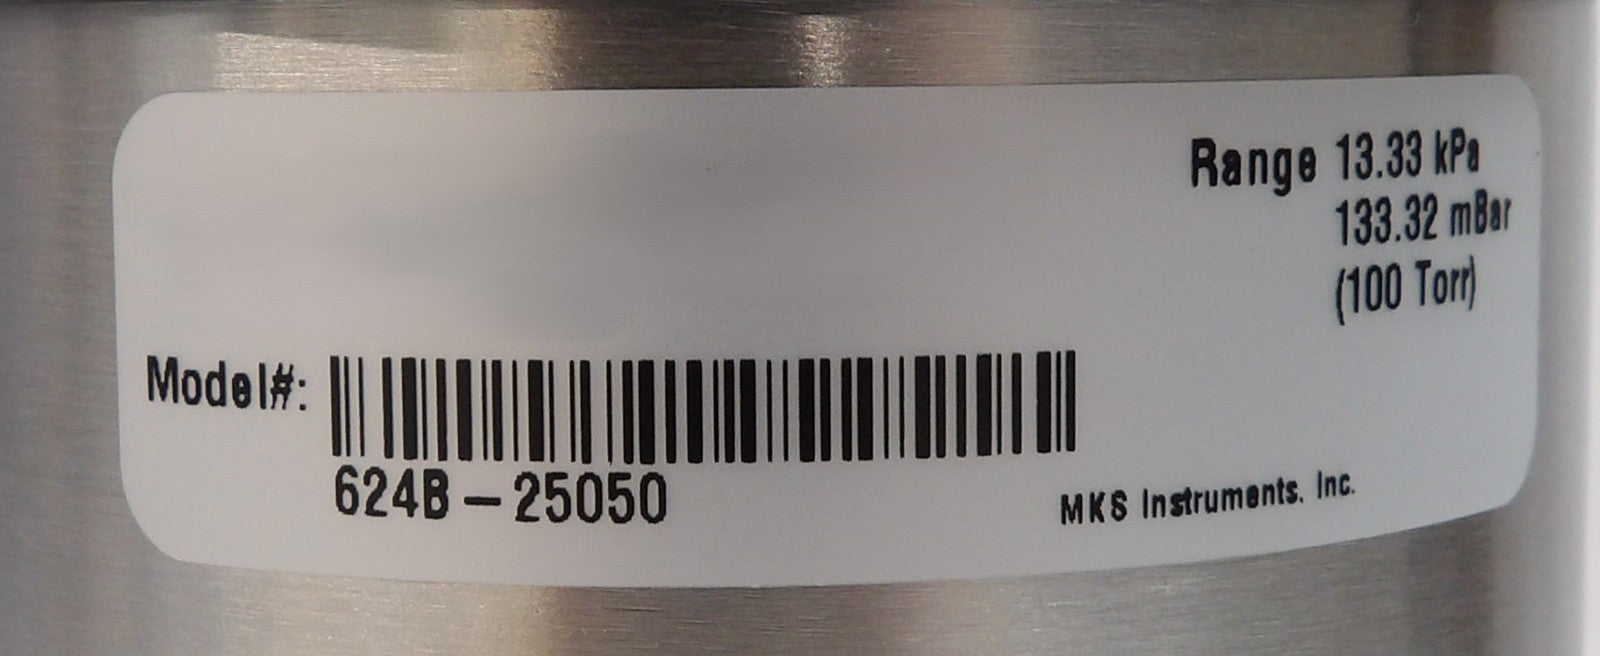 Range 13.33 kPa
133.32 mBar
(100 Torr)
Model#:
624B-25050
MKS Instruments, Inc.